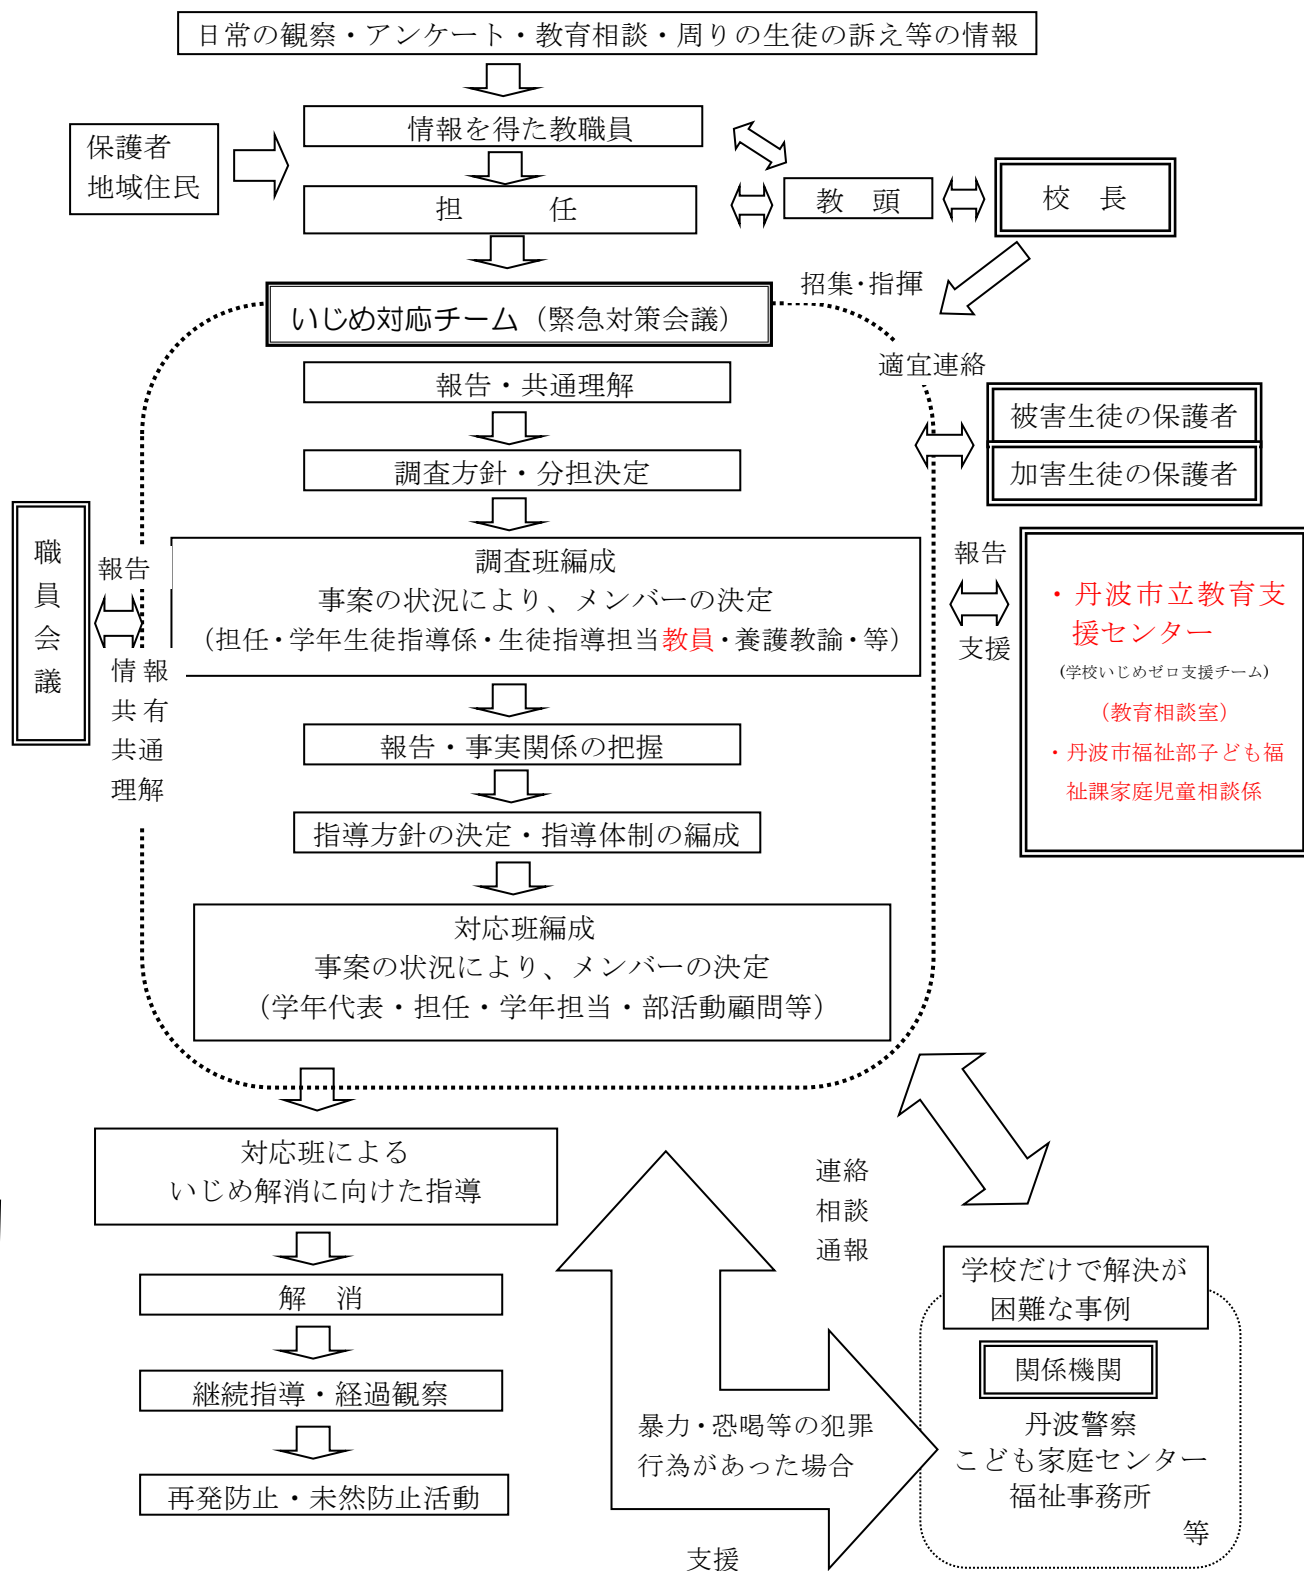 日常の観察・アンケート・教育相談・周りの生徒の訴え等の情報
情報を得た教職員
保護者
地域住民
担　任
教　頭
校　長
招集・指揮
いじめ対応チーム（緊急対策会議）
適宜連絡
報告・共通理解
被害生徒の保護者
加害生徒の保護者
調査方針・分担決定
職員会議
報告
情報
共有
共通
理解
調査班編成
事案の状況により、メンバーの決定
（担任・学年生徒指導係・生徒指導担当教員・養護教諭・等）
報告
支援
・丹波市立教育支
援センター
(学校いじめゼロ支援チーム)
（教育相談室）
・丹波市福祉部子ども福
祉課家庭児童相談係
報告・事実関係の把握
指導方針の決定・指導体制の編成
対応班編成
事案の状況により、メンバーの決定
（学年代表・担任・学年担当・部活動顧問等）
対応班による
いじめ解消に向けた指導
解　消
継続指導・経過観察
再発防止・未然防止活動
連絡
相談
通報
暴力・恐喝等の犯罪
行為があった場合
支援
学校だけで解決が
困難な事例
関係機関
丹波警察
こども家庭センター
福祉事務所
等